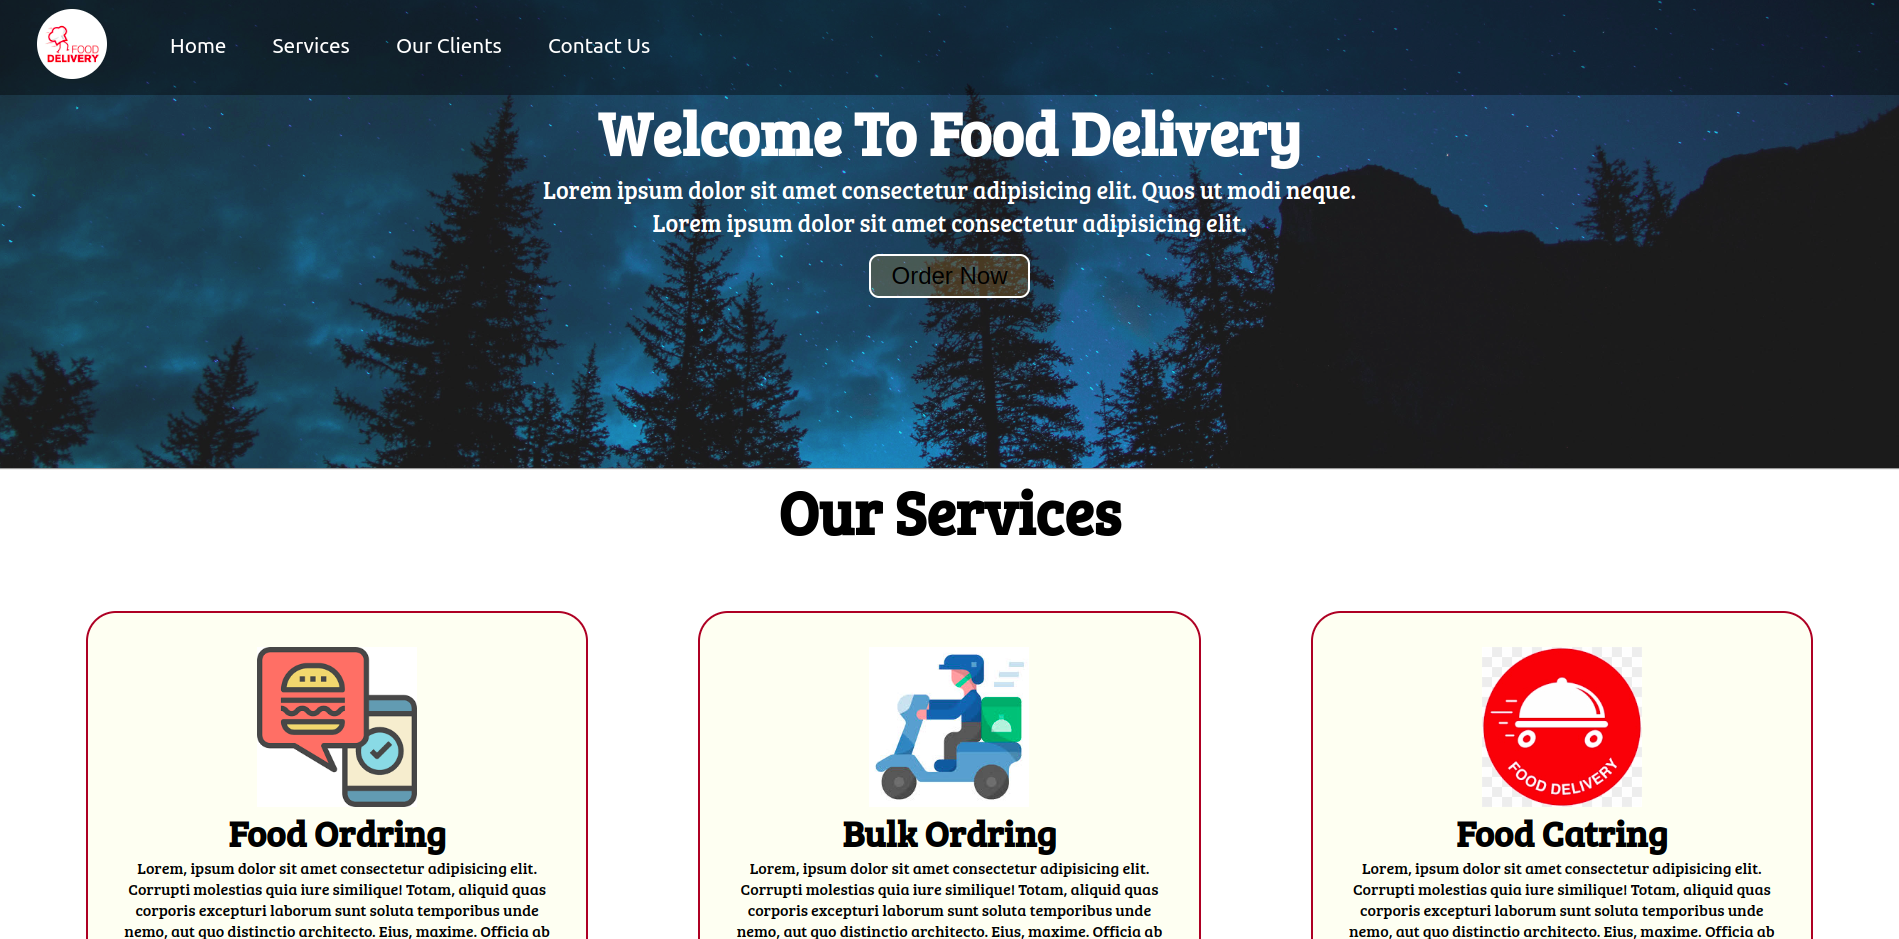 FOOD
DELIVERY
Home
Services
Our Clients
Contact Us
Welcome To Food Delivery
Lorem ipsum dolor sit amet consectetur adipisicing elit. Quos ut modi neque.
Lorem ipsum dolor sit amet consectetur adipisicing elit.
Order Now
Our Services
Food Ordring
Lorem, ipsum dolor sit amet consectetur adipisicing elit.
Corrupti molestias quia iure similique! Totam, aliquid quas
corporis excepturi laborum sunt soluta temporibus unde
nemo, aut quo distinctio architecto. Eius, maxime. Officia ab
Bulk Ordring
Lorem, ipsum dolor sit amet consectetur adipisicing elit.
Corrupti molestias quia iure similique! Totam, aliquid quas
corporis excepturi laborum sunt soluta temporibus unde
nemo, aut quo distinctio architecto. Eius, maxime. Officia ab
FOOD DELIVERY
Food Catring
Lorem, ipsum dolor sit amet consectetur adipisicing elit.
Corrupti molestias quia iure similique! Totam, aliquid quas
corporis excepturi laborum sunt soluta temporibus unde
nemo, aut quo distinctio architecto. Eius, maxime. Officia ab